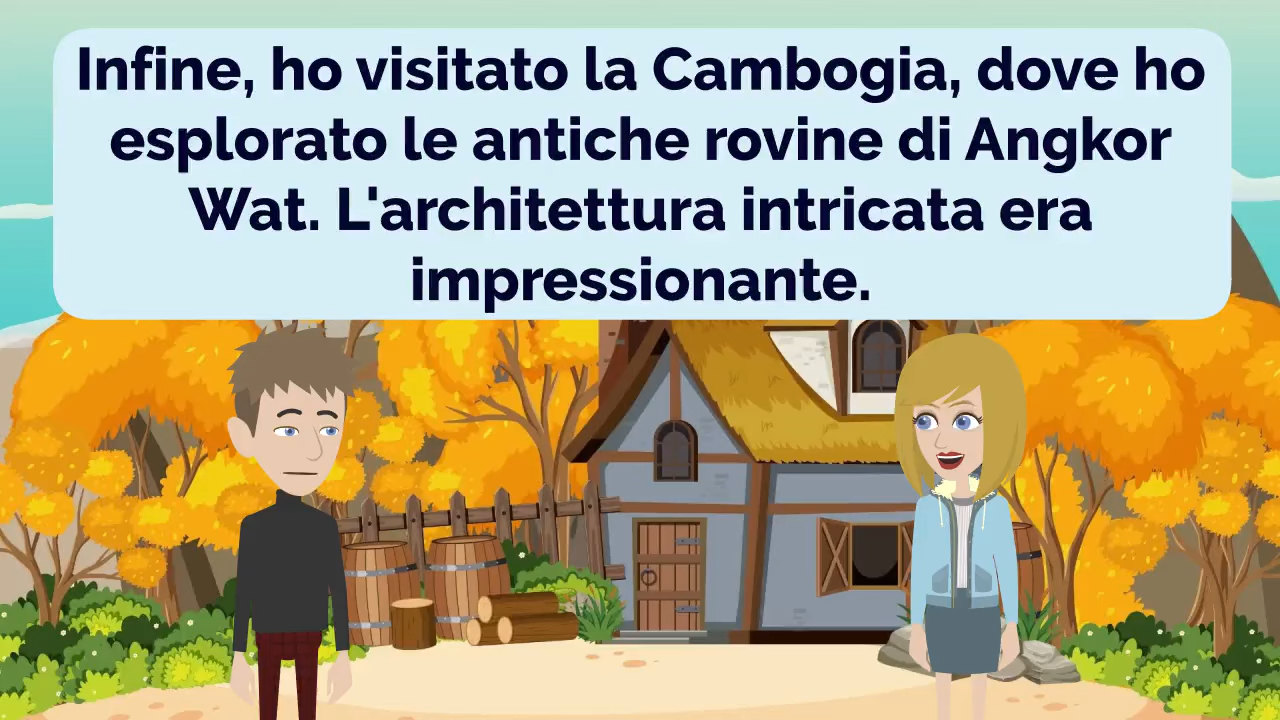 Infine, ho visitato la Cambogia, dove ho
esplorato le antiche rovine di Angkor
Wat. L'architettura intricata era
impressionante.